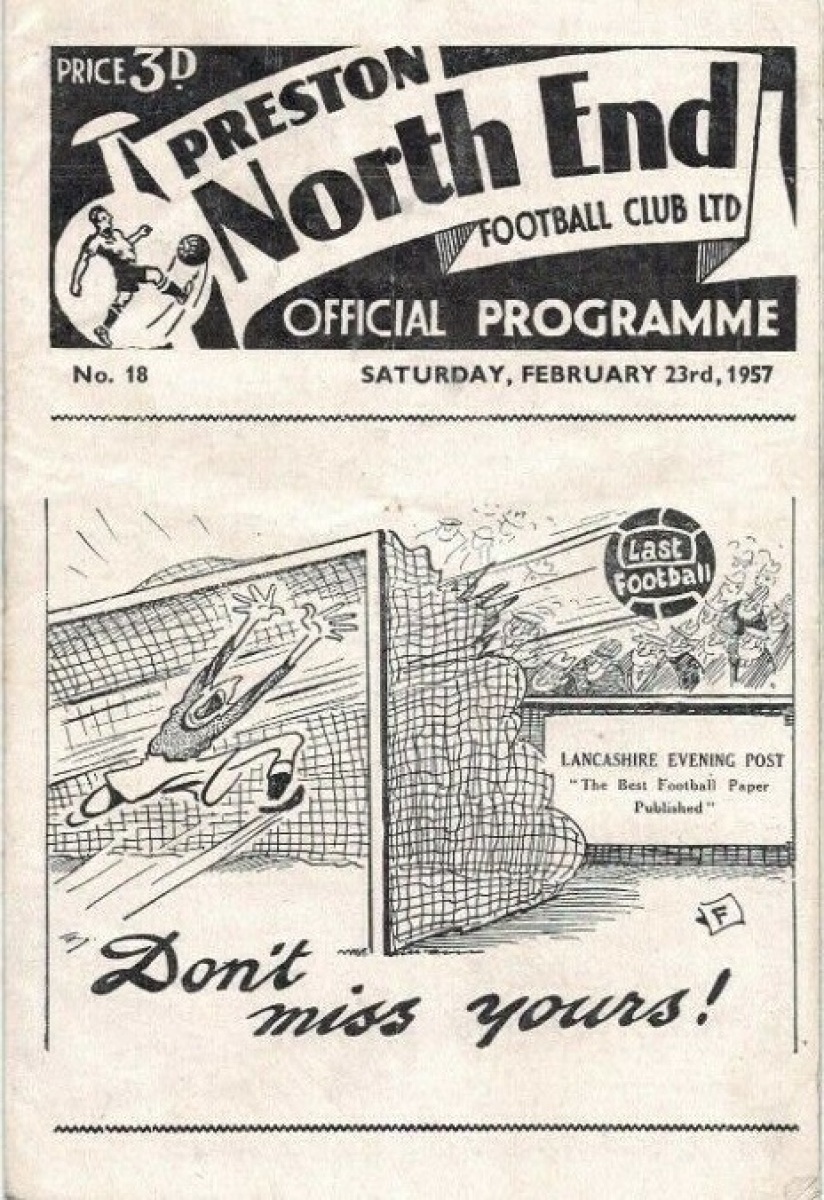 PRICE 3D
PRESTON
North End
FOOTBALL CLUB LTD
OFFICIAL PROGRAMME
No. 18 SATURDAY, FEBRUARY 23rd, 1957
Last
Football
LANCASHIRE EVENING POST
"The Best Football Paper
Published"
F
Don't
miss yours!